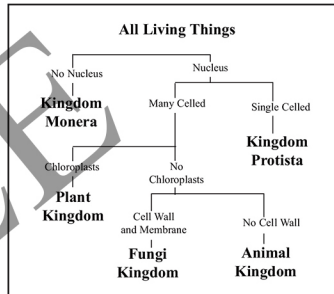 All Living Things
No Nucleus
Nucleus
Kingdom
Monera
Many Celled
Single Celled
Kingdom
Protista
Chloroplasts
No
Chloroplasts
Plant
Kingdom
Cell Wall
and Membrane
No Cell Wall
Fungi
Kingdom
Animal
Kingdom